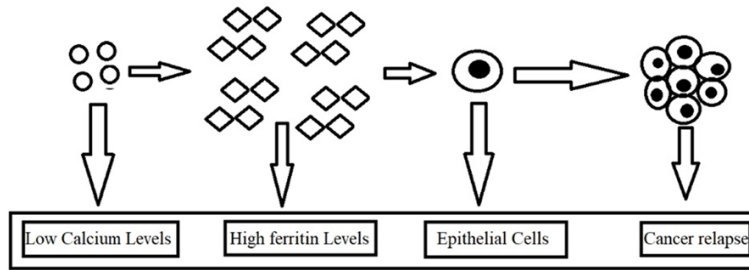 Low Calcium Levels
High ferritin Levels
Epithelial Cells
Cancer relapse